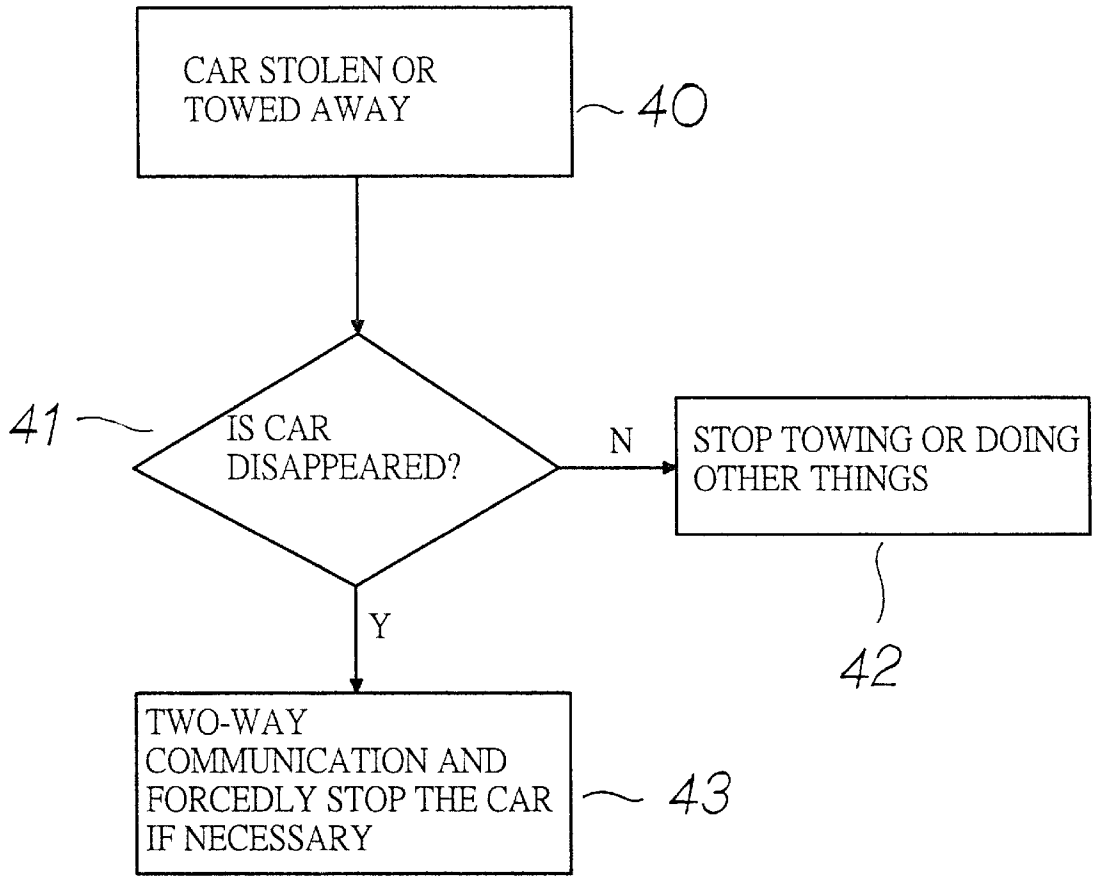 CAR STOLEN OR
TOWED AWAY
40
41
IS CAR
DISAPPEARED?
N
STOP TOWING OR DOING
OTHER THINGS
42
Y
TWO-WAY
COMMUNICATION AND
FORCEDLY STOP THE CAR
IF NECESSARY
43